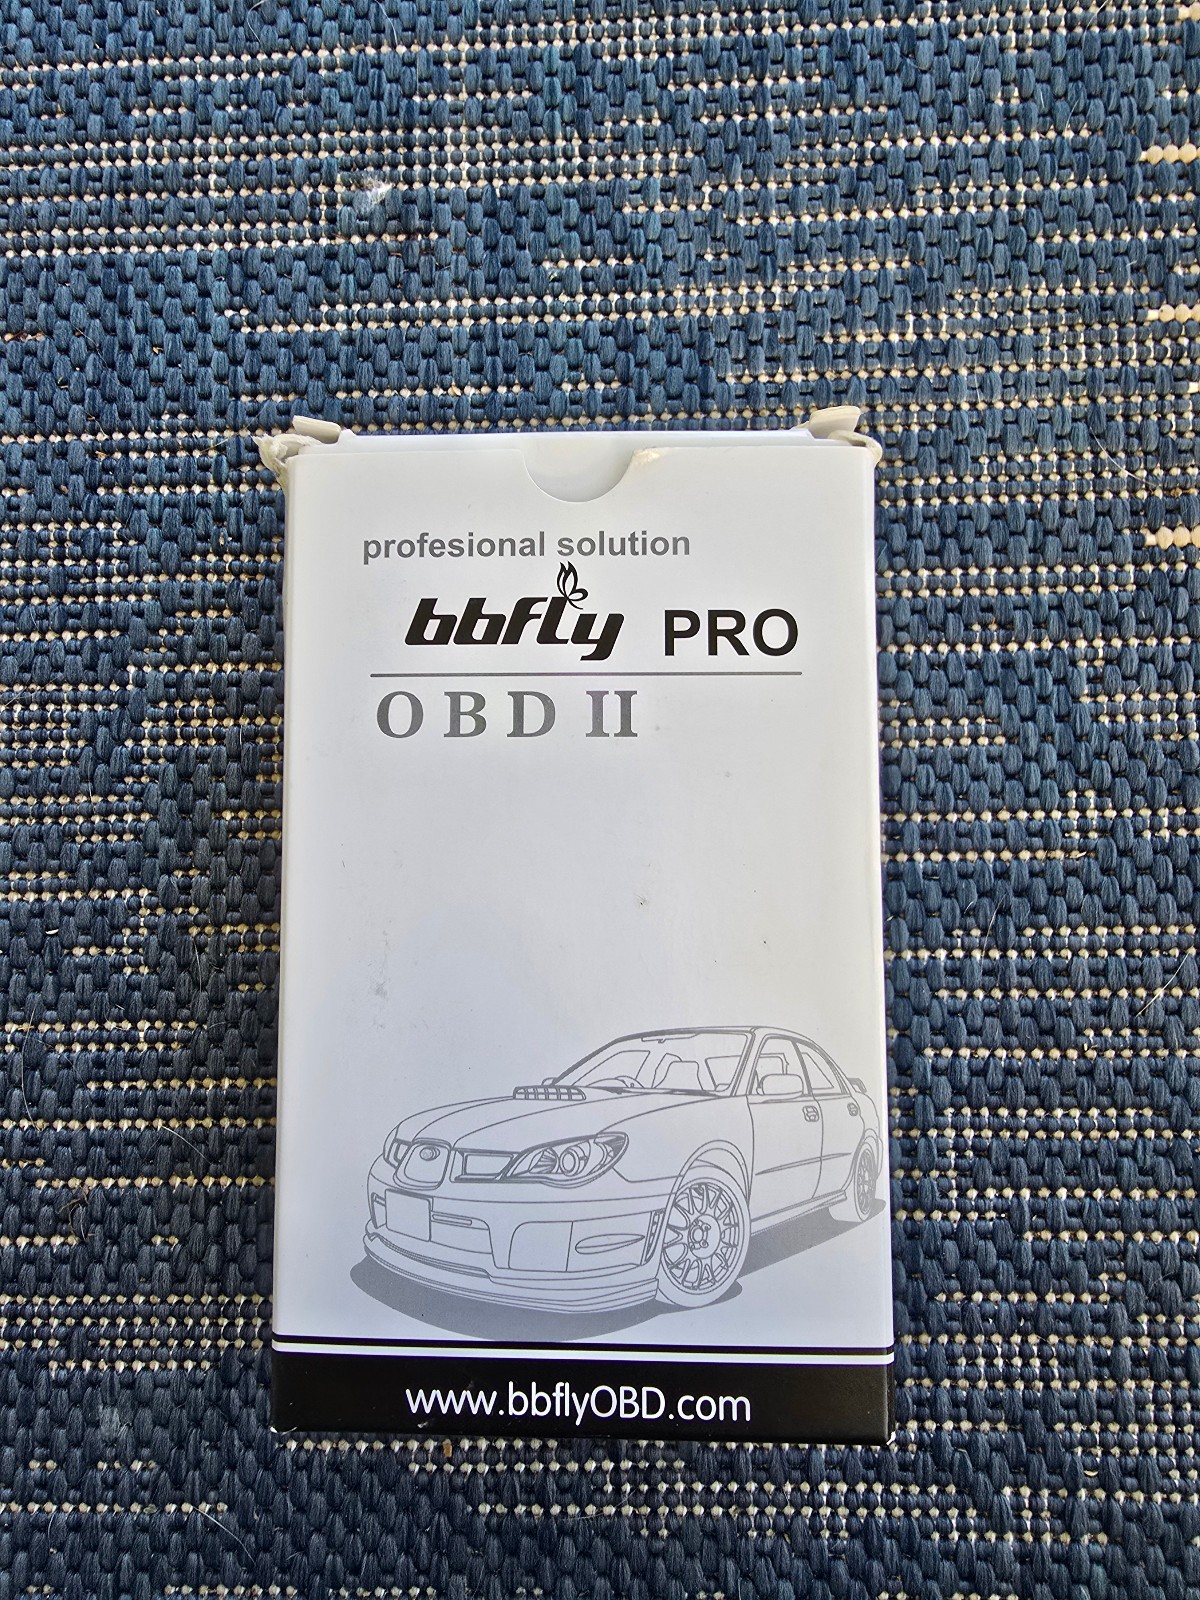 profesional solution
bbfly PRO
OBD II
www.bbflyOBD.com